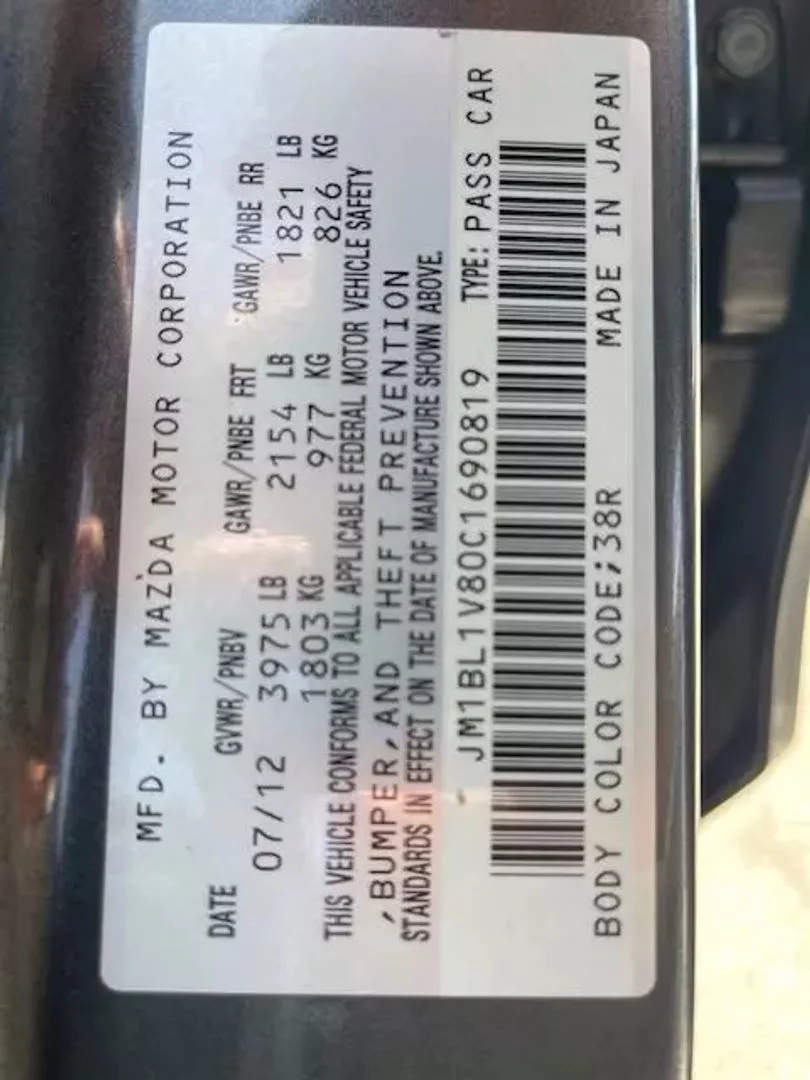 MFD. BY MAZDA MOTOR CORPORATION
DATE GVWR/PNBV GAWR/PNBE FRT GAWR/PNBE RR
07/12 3975 LB 2154 LB 1821 LB
1803 KG 977 KG 826 KG
THIS VEHICLE CONFORMS TO ALL APPLICABLE FEDERAL MOTOR VEHICLE SAFETY
,BUMPER,AND THEFT PREVENTION
STANDARDS IN EFFECT ON THE DATE OF MANUFACTURE SHOWN ABOVE.
JM1BL1V80C1690819 TYPE: PASS CAR
BODY COLOR CODE;38R MADE IN JAPAN